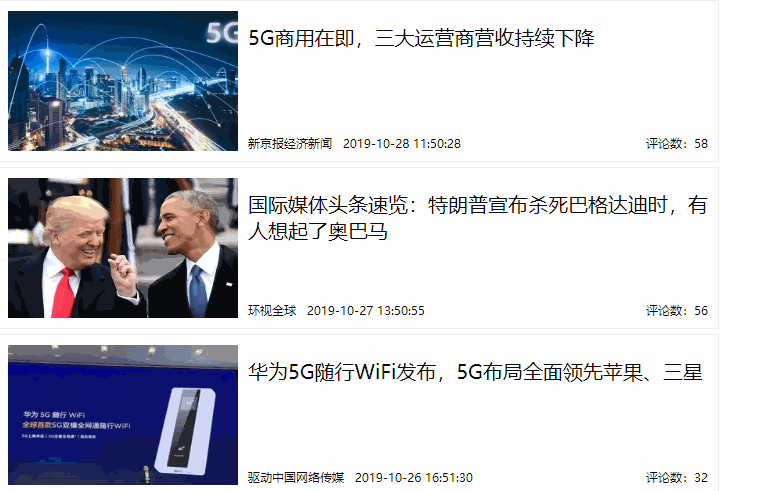 5G
5G商用在即，三大运营商营收持续下降
新京报经济新闻 2019-10-28 11:50:28 评论数：58
国际媒体头条速览：特朗普宣布杀死巴格达迪时，有
人想起了奥巴马
环视全球 2019-10-27 13:50:55 评论数：56
华为5G随行WiFi发布，5G布局全面领先苹果、三星
华为 5G 随行 WiFi
全球首款5G双模全网通随行WiFi
驱动中国网络传媒 2019-10-26 16:51:30 评论数：32